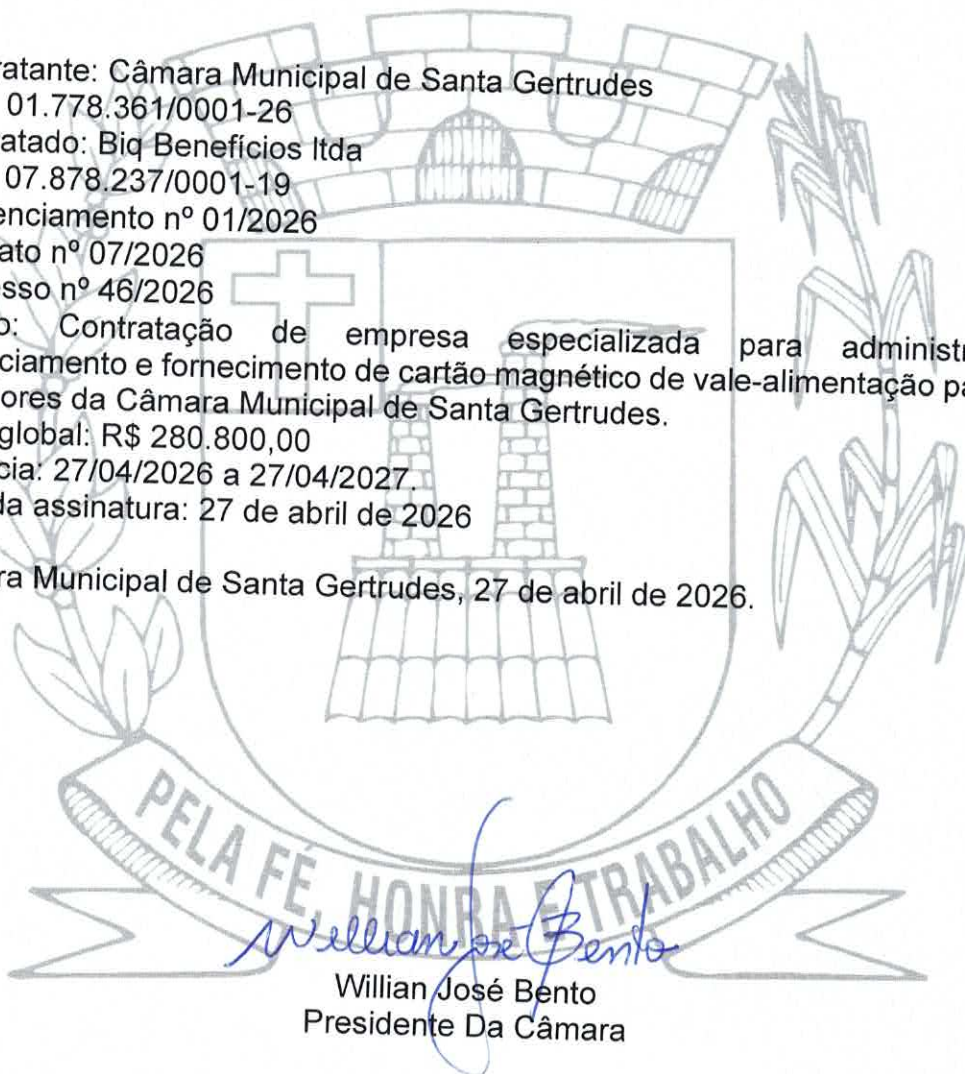 ratante: Câmara Municipal de Santa Gertrudes
01.778.361/0001-26
ratado: Biq Benefícios ltda
07.878.237/0001-19
enciamento nº 01/2026
ato nº 07/2026
sso nº 46/2026
o: Contratação de empresa especializada para administr
ciamento e fornecimento de cartão magnético de vale-alimentação pa
ores da Câmara Municipal de Santa Gertrudes.
global: R$ 280.800,00
cia: 27/04/2026 a 27/04/2027.
da assinatura: 27 de abril de 2026
ra Municipal de Santa Gertrudes, 27 de abril de 2026.
PELA FÉ, HONRA E TRABALHO
Willian José Bento
Willian José Bento
Presidente Da Câmara